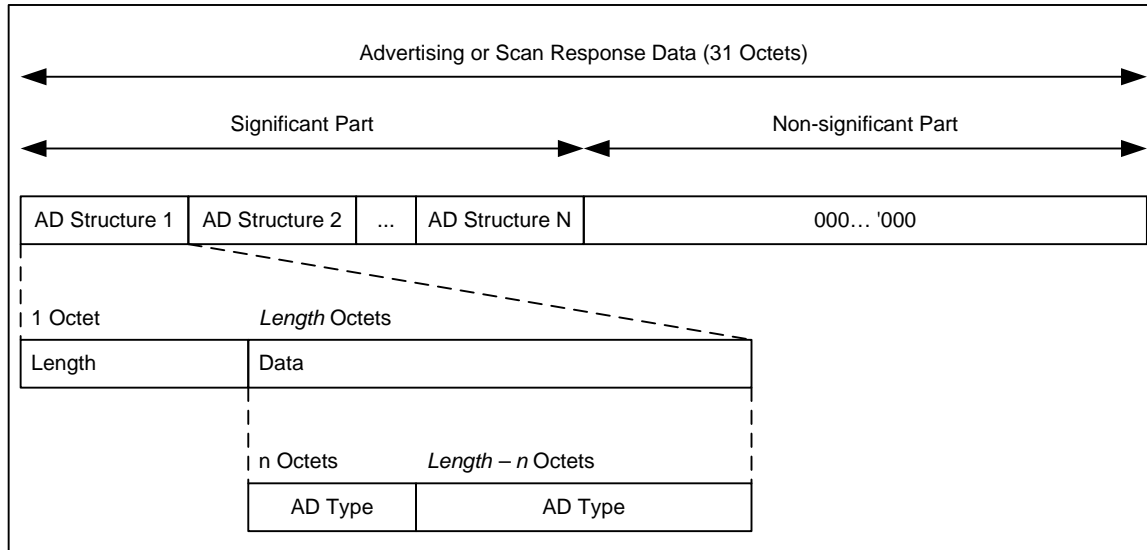 Advertising or Scan Response Data (31 Octets)
Significant Part Non-significant Part
AD Structure 1 AD Structure 2 ... AD Structure N 000… '000
1 Octet Length Octets
Length Data
n Octets Length – n Octets
AD Type AD Type